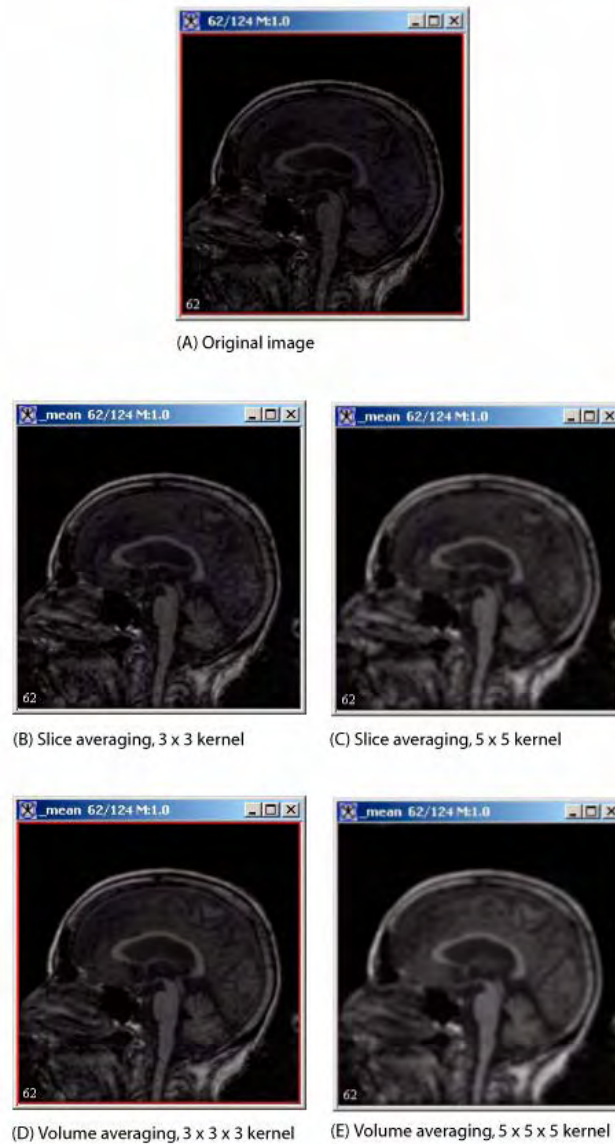 62/124 M:1.0
62
(A) Original image
_mean 62/124 M:1.0
62
(B) Slice averaging, 3 x 3 kernel
_mean 62/124 M:1.0
62
(C) Slice averaging, 5 x 5 kernel
_mean 62/124 M:1.0
62
(D) Volume averaging, 3 x 3 x 3 kernel
_mean 62/124 M:1.0
62
(E) Volume averaging, 5 x 5 x 5 kernel